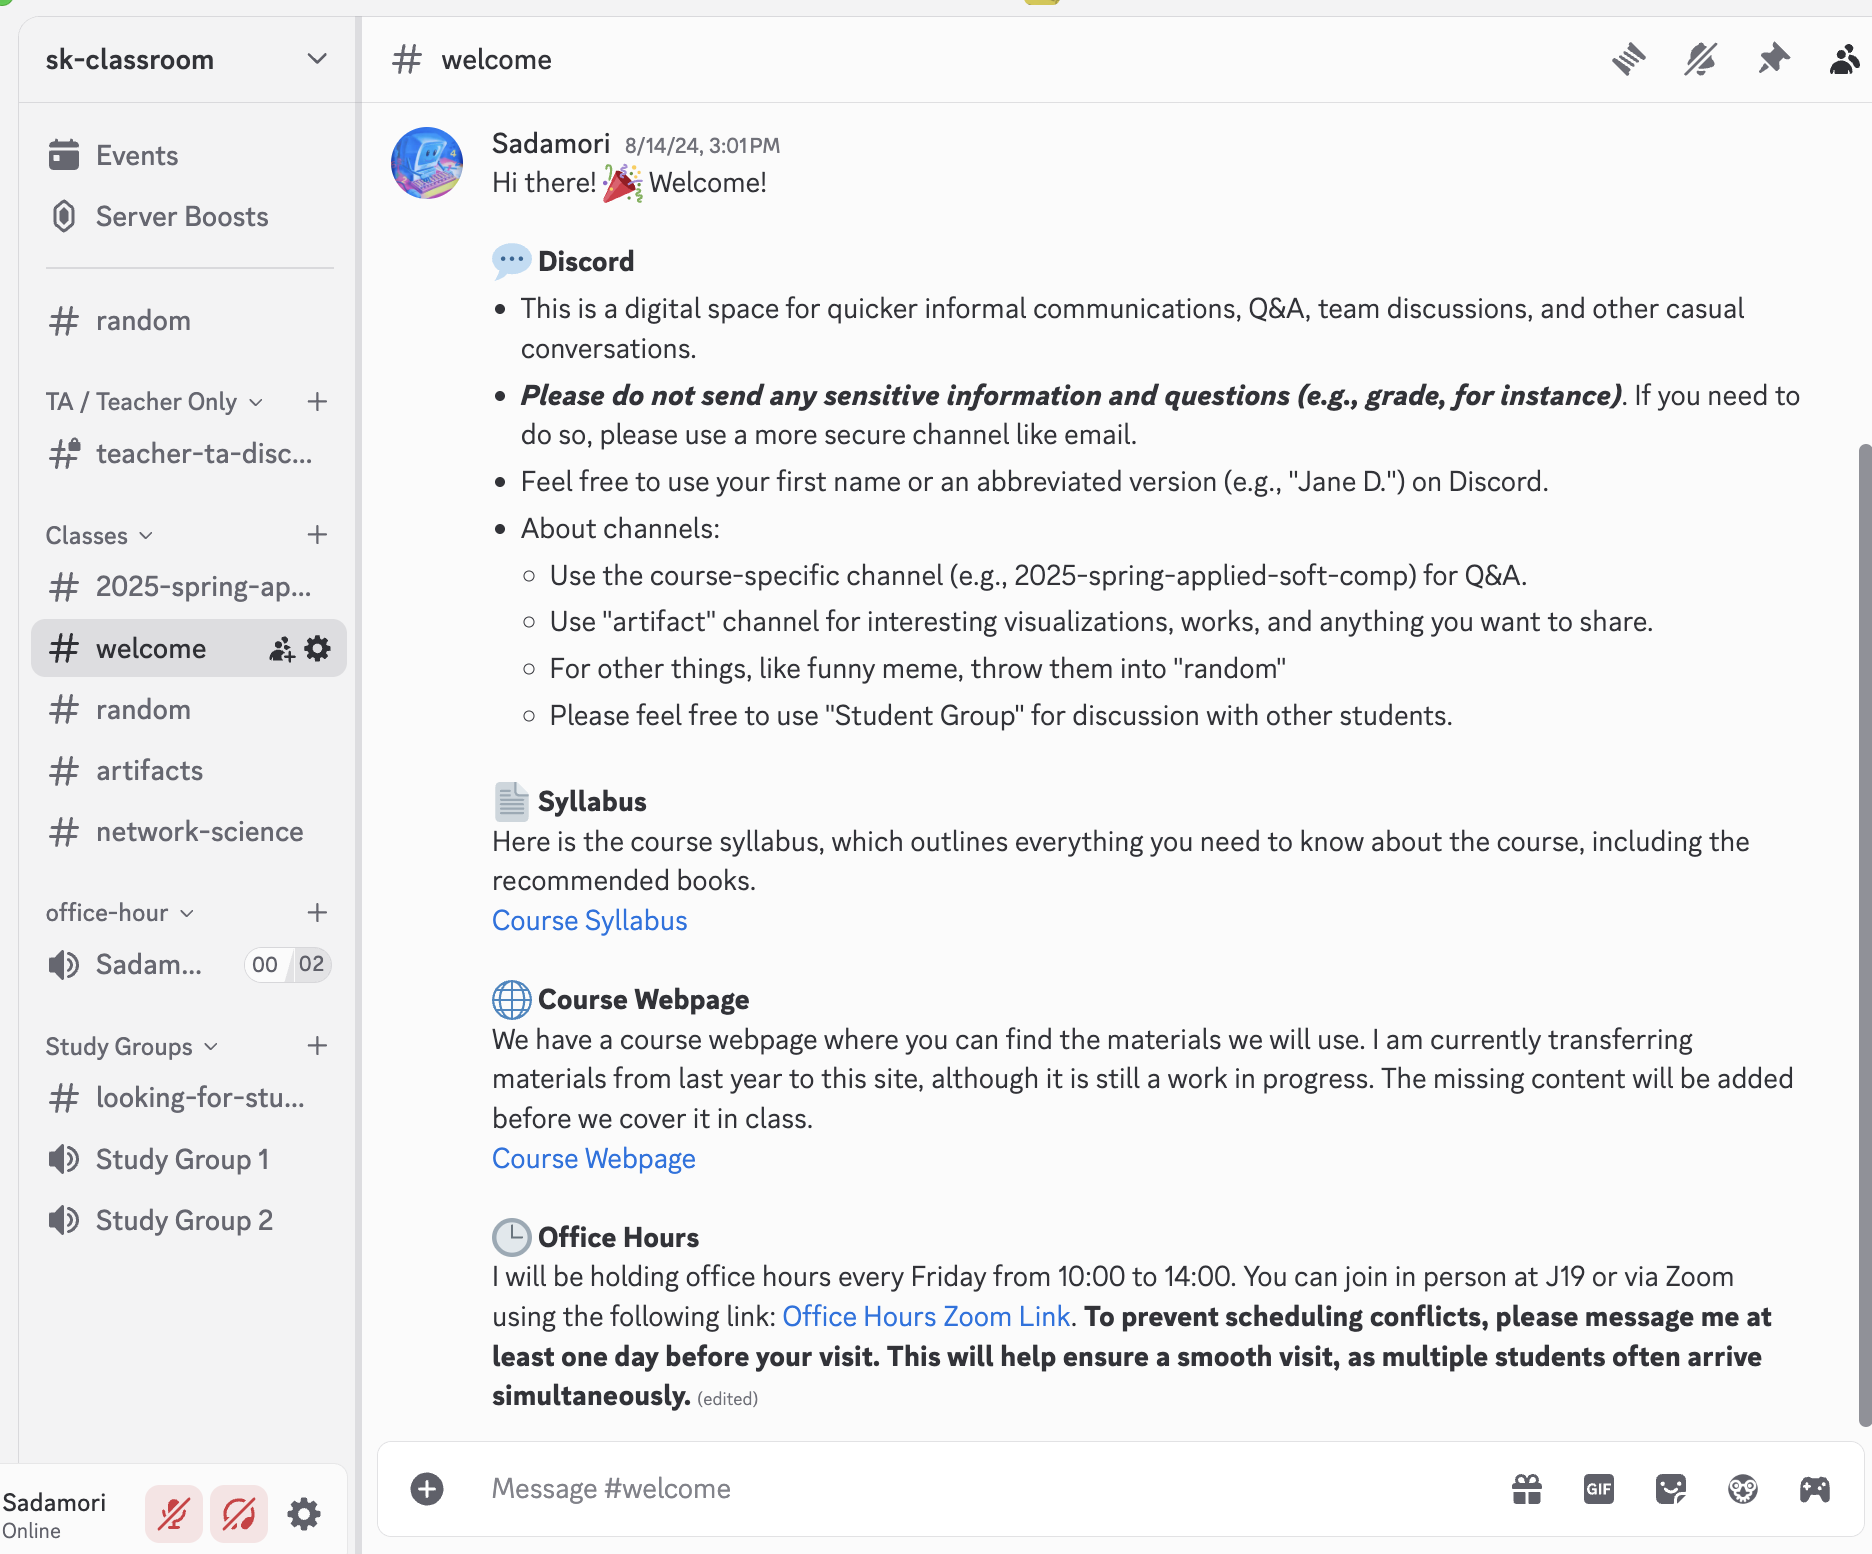 sk-classroom
Events
Server Boosts
random
TA / Teacher Only
teacher-ta-disc...
Classes
2025-spring-ap...
welcome
random
artifacts
network-science
office-hour
Sadam...
00
02
Study Groups
looking-for-stu...
Study Group 1
Study Group 2
Sadamori
Online
# welcome
Sadamori 8/14/24, 3:01 PM
Hi there! 🎉 Welcome!
💬 Discord
• This is a digital space for quicker informal communications, Q&A, team discussions, and other casual
conversations.
• Please do not send any sensitive information and questions (e.g., grade, for instance). If you need to
do so, please use a more secure channel like email.
• Feel free to use your first name or an abbreviated version (e.g., "Jane D.") on Discord.
• About channels:
◦ Use the course-specific channel (e.g., 2025-spring-applied-soft-comp) for Q&A.
◦ Use "artifact" channel for interesting visualizations, works, and anything you want to share.
◦ For other things, like funny meme, throw them into "random"
◦ Please feel free to use "Student Group" for discussion with other students.
📄 Syllabus
Here is the course syllabus, which outlines everything you need to know about the course, including the
recommended books.
Course Syllabus
🌐 Course Webpage
We have a course webpage where you can find the materials we will use. I am currently transferring
materials from last year to this site, although it is still a work in progress. The missing content will be added
before we cover it in class.
Course Webpage
🕒 Office Hours
I will be holding office hours every Friday from 10:00 to 14:00. You can join in person at J19 or via Zoom
using the following link: Office Hours Zoom Link. To prevent scheduling conflicts, please message me at
least one day before your visit. This will help ensure a smooth visit, as multiple students often arrive
simultaneously. (edited)
Message #welcome
GIF